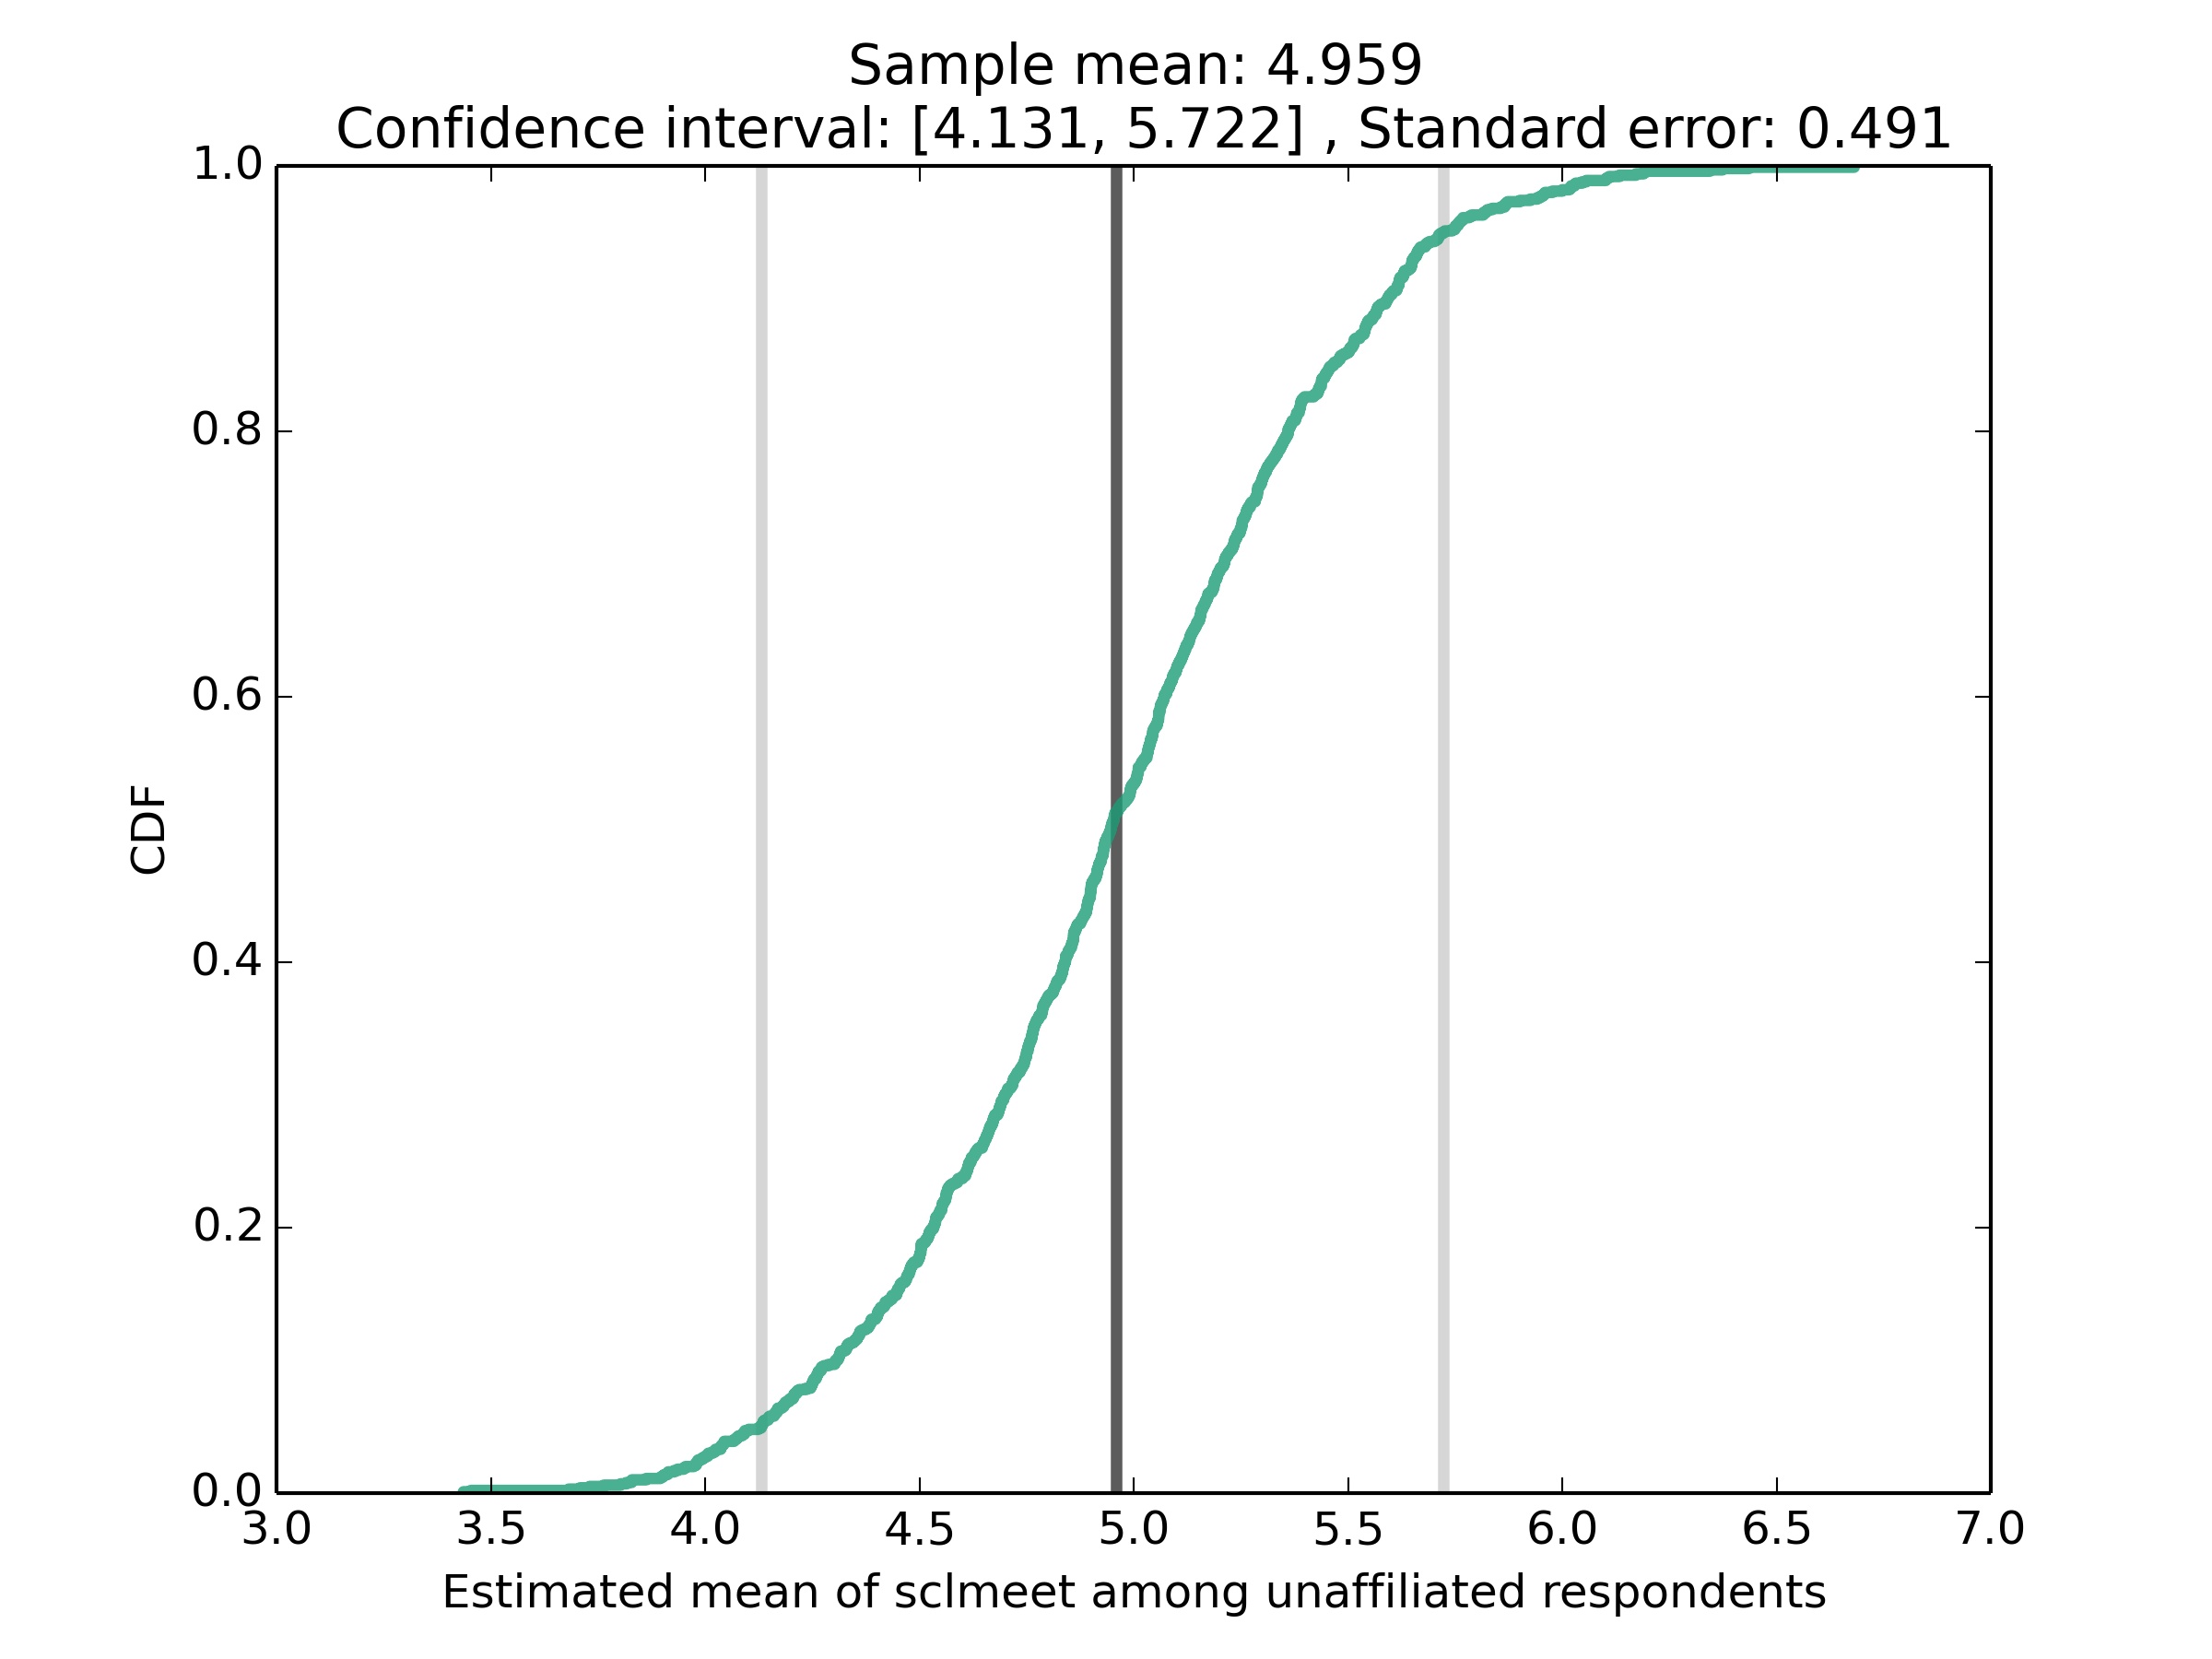 Sample mean: 4.959
Confidence interval: [4.131, 5.722] , Standard error: 0.491
1.0
0.8
0.6
0.4
0.2
0.0
CDF
3.0 3.5 4.0 4.5 5.0 5.5 6.0 6.5 7.0
Estimated mean of sclmeet among unaffiliated respondents